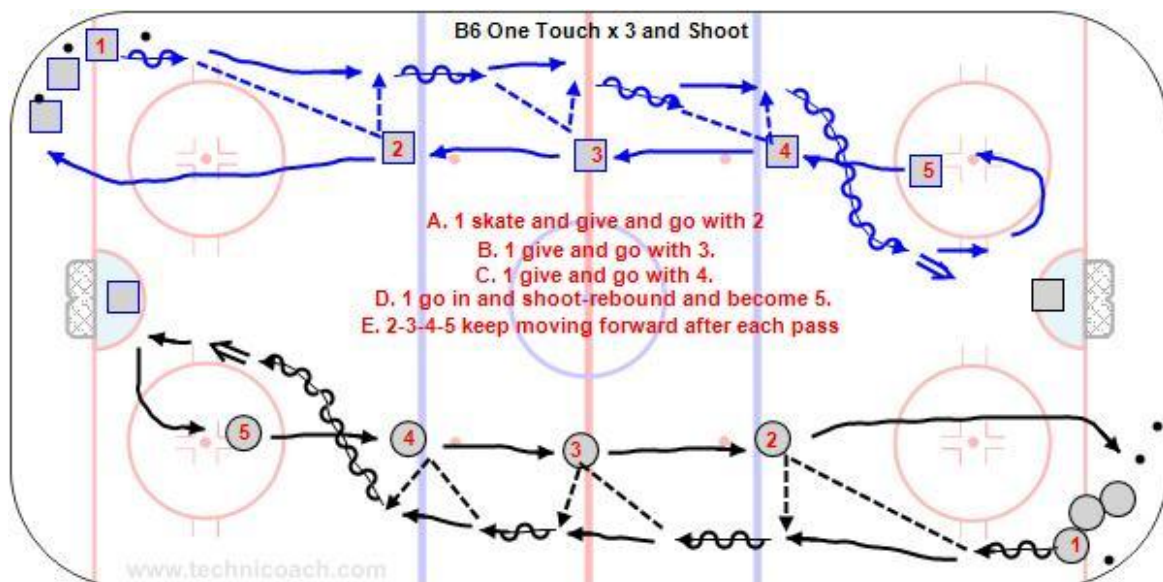 B6 One Touch x 3 and Shoot
1
2
3
4
5
A. 1 skate and give and go with 2
B. 1 give and go with 3.
C. 1 give and go with 4.
D. 1 go in and shoot-rebound and become 5.
E. 2-3-4-5 keep moving forward after each pass
5
4
3
2
1
www.technicoach.com